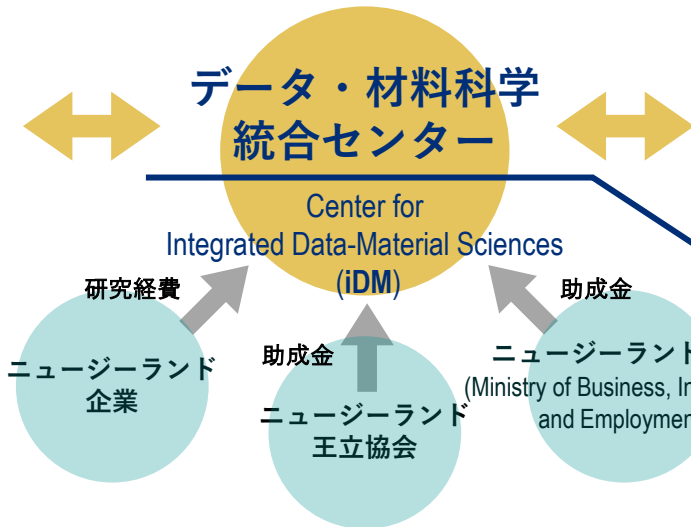 データ・材料科学
統合センター
Center for
Integrated Data-Material Sciences
(iDM)
研究経費
助成金
助成金
ニュージーランド
企業
ニュージーランド
王立協会
ニュージーランド
(Ministry of Business, In
and Employmen